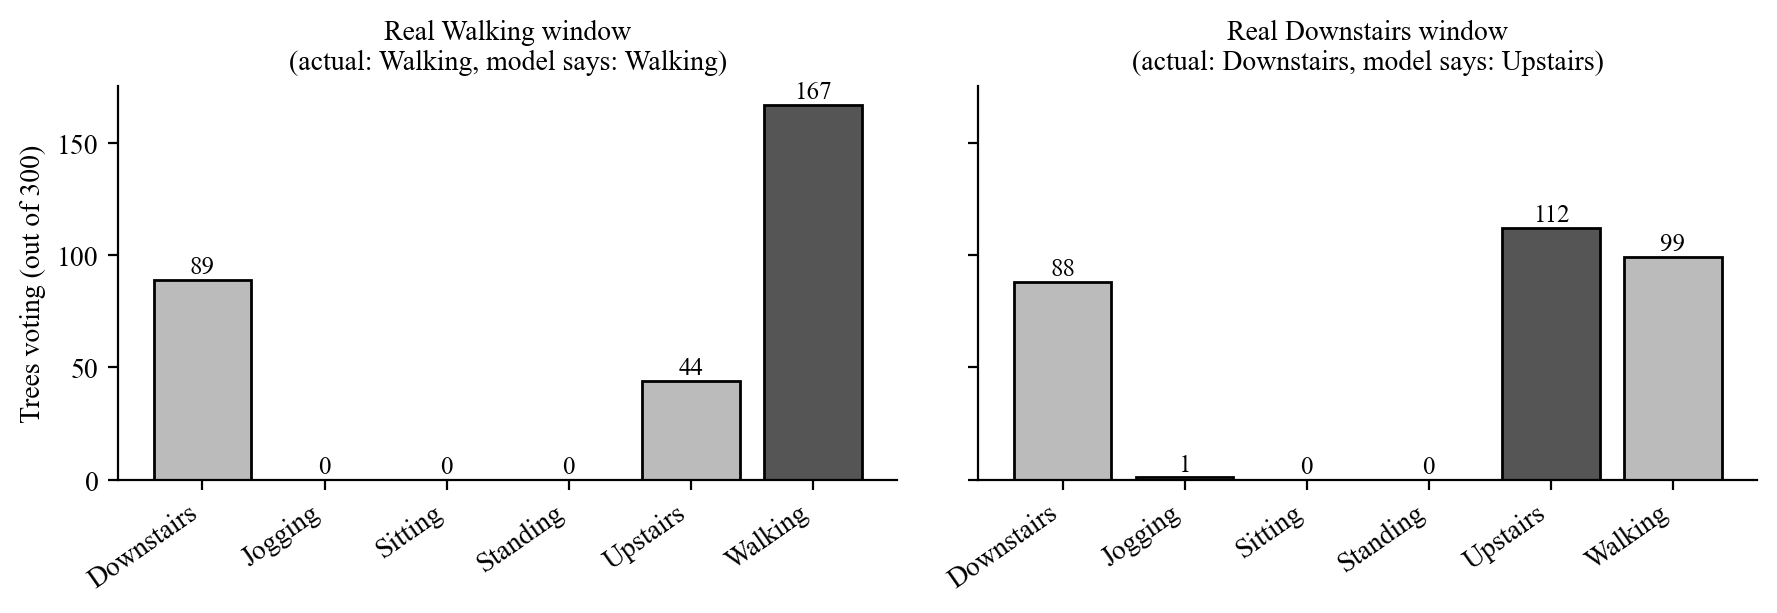 Real Walking window
(actual: Walking, model says: Walking)
Trees voting (out of 300)
150
100
50
0
89
0
0
0
44
167
Downstairs
Jogging
Sitting
Standing
Upstairs
Walking
Real Downstairs window
(actual: Downstairs, model says: Upstairs)
88
1
0
0
112
99
Downstairs
Jogging
Sitting
Standing
Upstairs
Walking